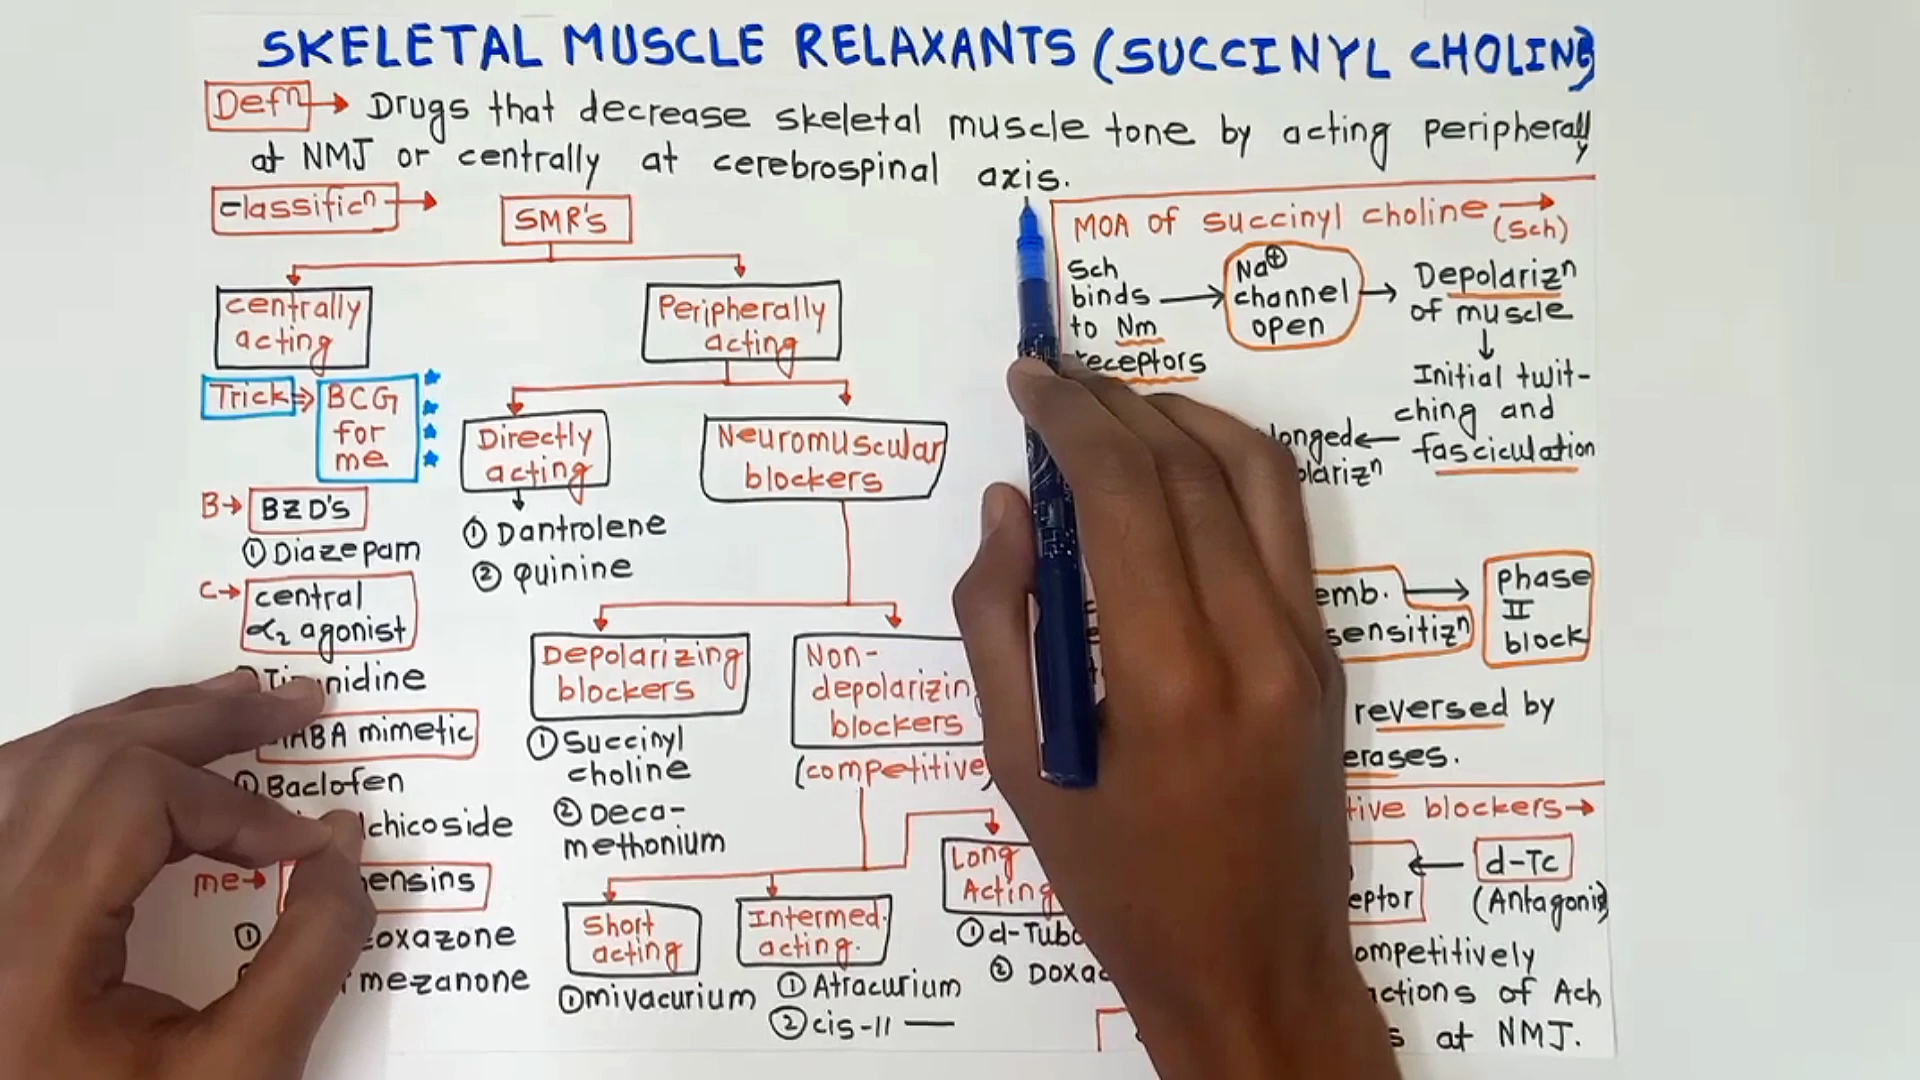 SKELETAL MUSCLE RELAXANTS (SUCCINYL CHOLINE)
Defn → Drugs that decrease skeletal muscle tone by acting peripherally
at NMJ or centrally at cerebrospinal axis.
Classificn →
SMR's
centrally
acting
Trick ⇒ BCG
for
me
B→ BZD's
① Diazepam
C→ central
α2 agonist
nidine
ABA mimetic
① Baclofen
lchicoside
me→
ensins
①
oxazone
mezanone
Peripherally
acting
Directly
acting
① Dantrolene
② quinine
Neuromuscular
blockers
Depolarizing
blockers
① Succinyl
choline
② Deca-
methonium
Non-
depolarizin
blockers
(competitive)
Short
acting
① mivacurium
Intermed.
acting.
① Atracurium
② cis-11 —
Long
Acting
① d-Tubo
② Doxac
MOA of succinyl choline →
(Sch)
Sch
binds →
to Nm
receptors
Na⊕
channel →
open
Depolarizn
of muscle
↓
Initial twit-
ching and
fasciculation
longed ←
olarizn
emb. →
sensitizn
phase
II
block
reversed by
erases.
tive blockers →
eptor
← d-Tc
(Antagonis
ompetitively
ctions of Ach
s at NMJ.